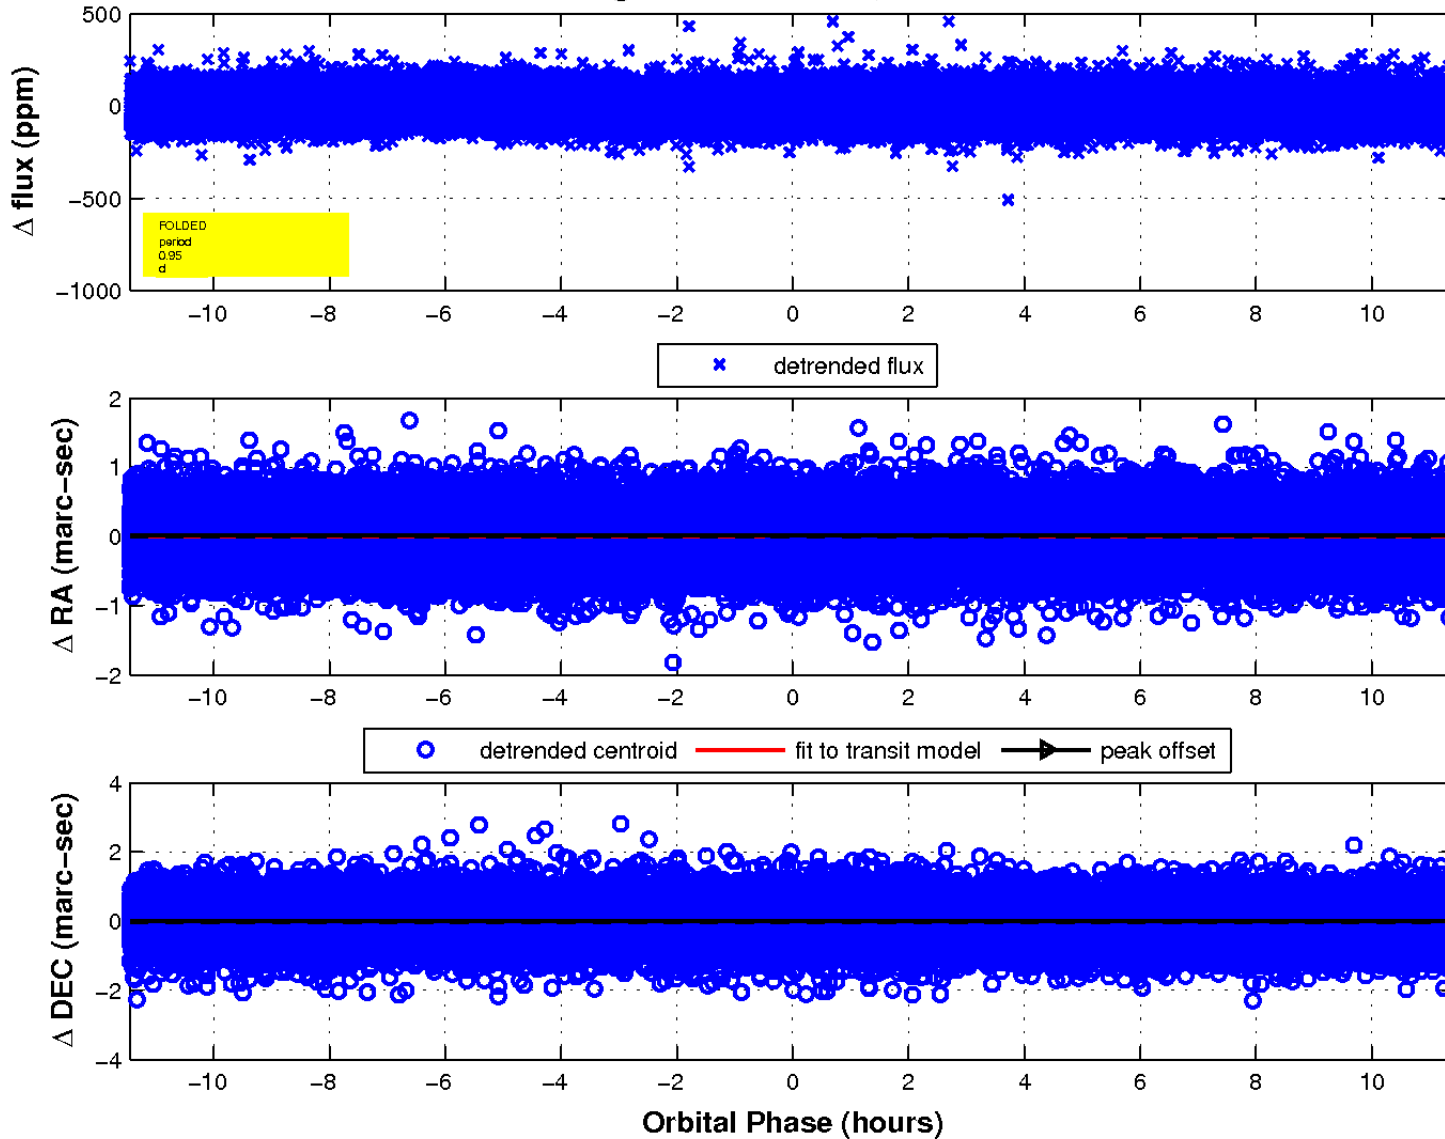 500
0
−500
−1000
Δ flux (ppm)
FOLDED
period
0.95
d
−10 −8 −6 −4 −2 0 2 4 6 8 10
detrended flux
2
1
0
−1
−2
Δ RA (marc−sec)
−10 −8 −6 −4 −2 0 2 4 6 8 10
detrended centroid fit to transit model peak offset
4
2
0
−2
−4
Δ DEC (marc−sec)
−10 −8 −6 −4 −2 0 2 4 6 8 10
Orbital Phase (hours)